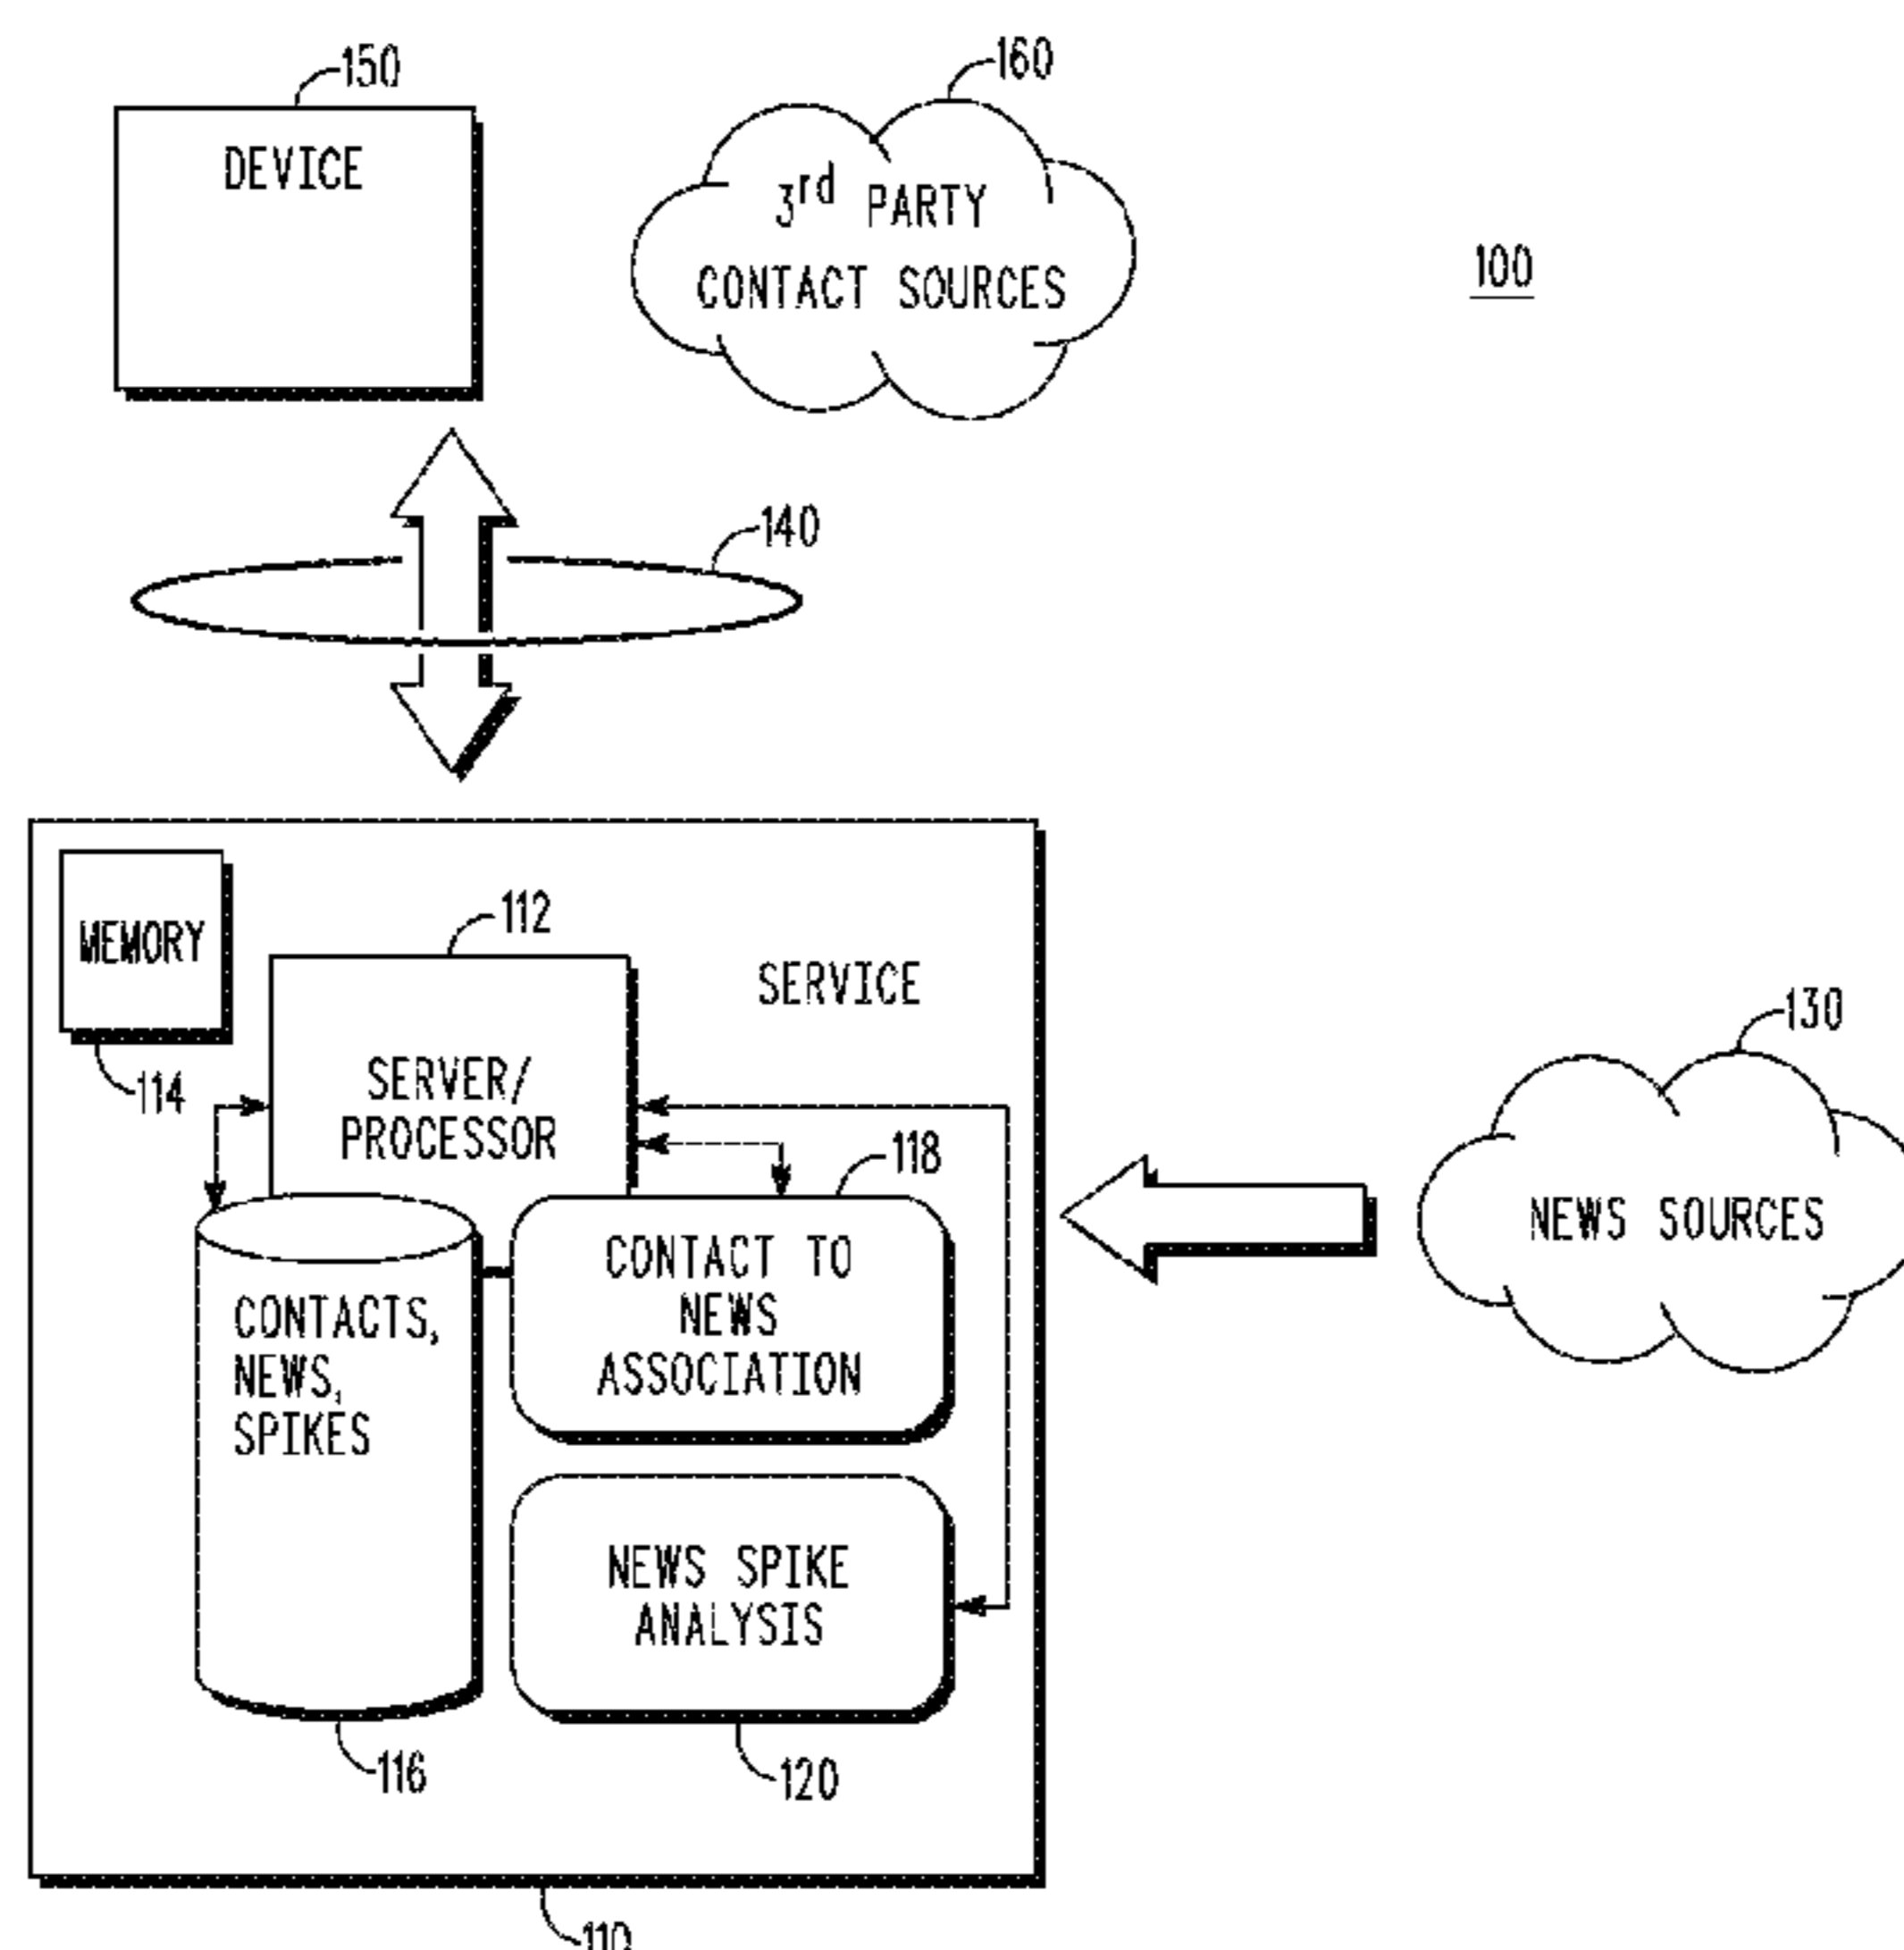 150
DEVICE
160
3rd PARTY
CONTACT SOURCES
100
140
MEMORY
114
112
SERVER/
PROCESSOR
SERVICE
118
CONTACT TO
NEWS
ASSOCIATION
CONTACTS,
NEWS,
SPIKES
116
NEWS SPIKE
ANALYSIS
120
110
130
NEWS SOURCES